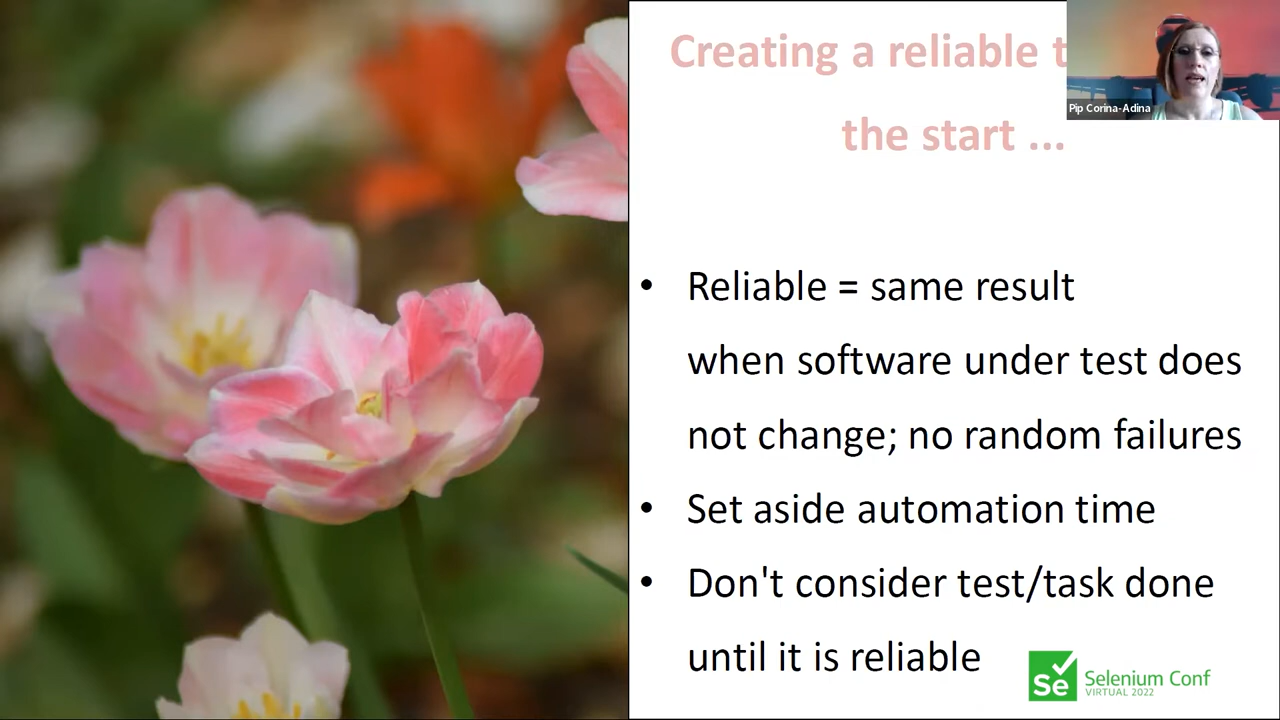 Creating a reliable
the start ...
Pip Corina-Adina
• Reliable = same result
when software under test does
not change; no random failures
• Set aside automation time
• Don't consider test/task done
until it is reliable
Se
Selenium Conf
VIRTUAL 2022